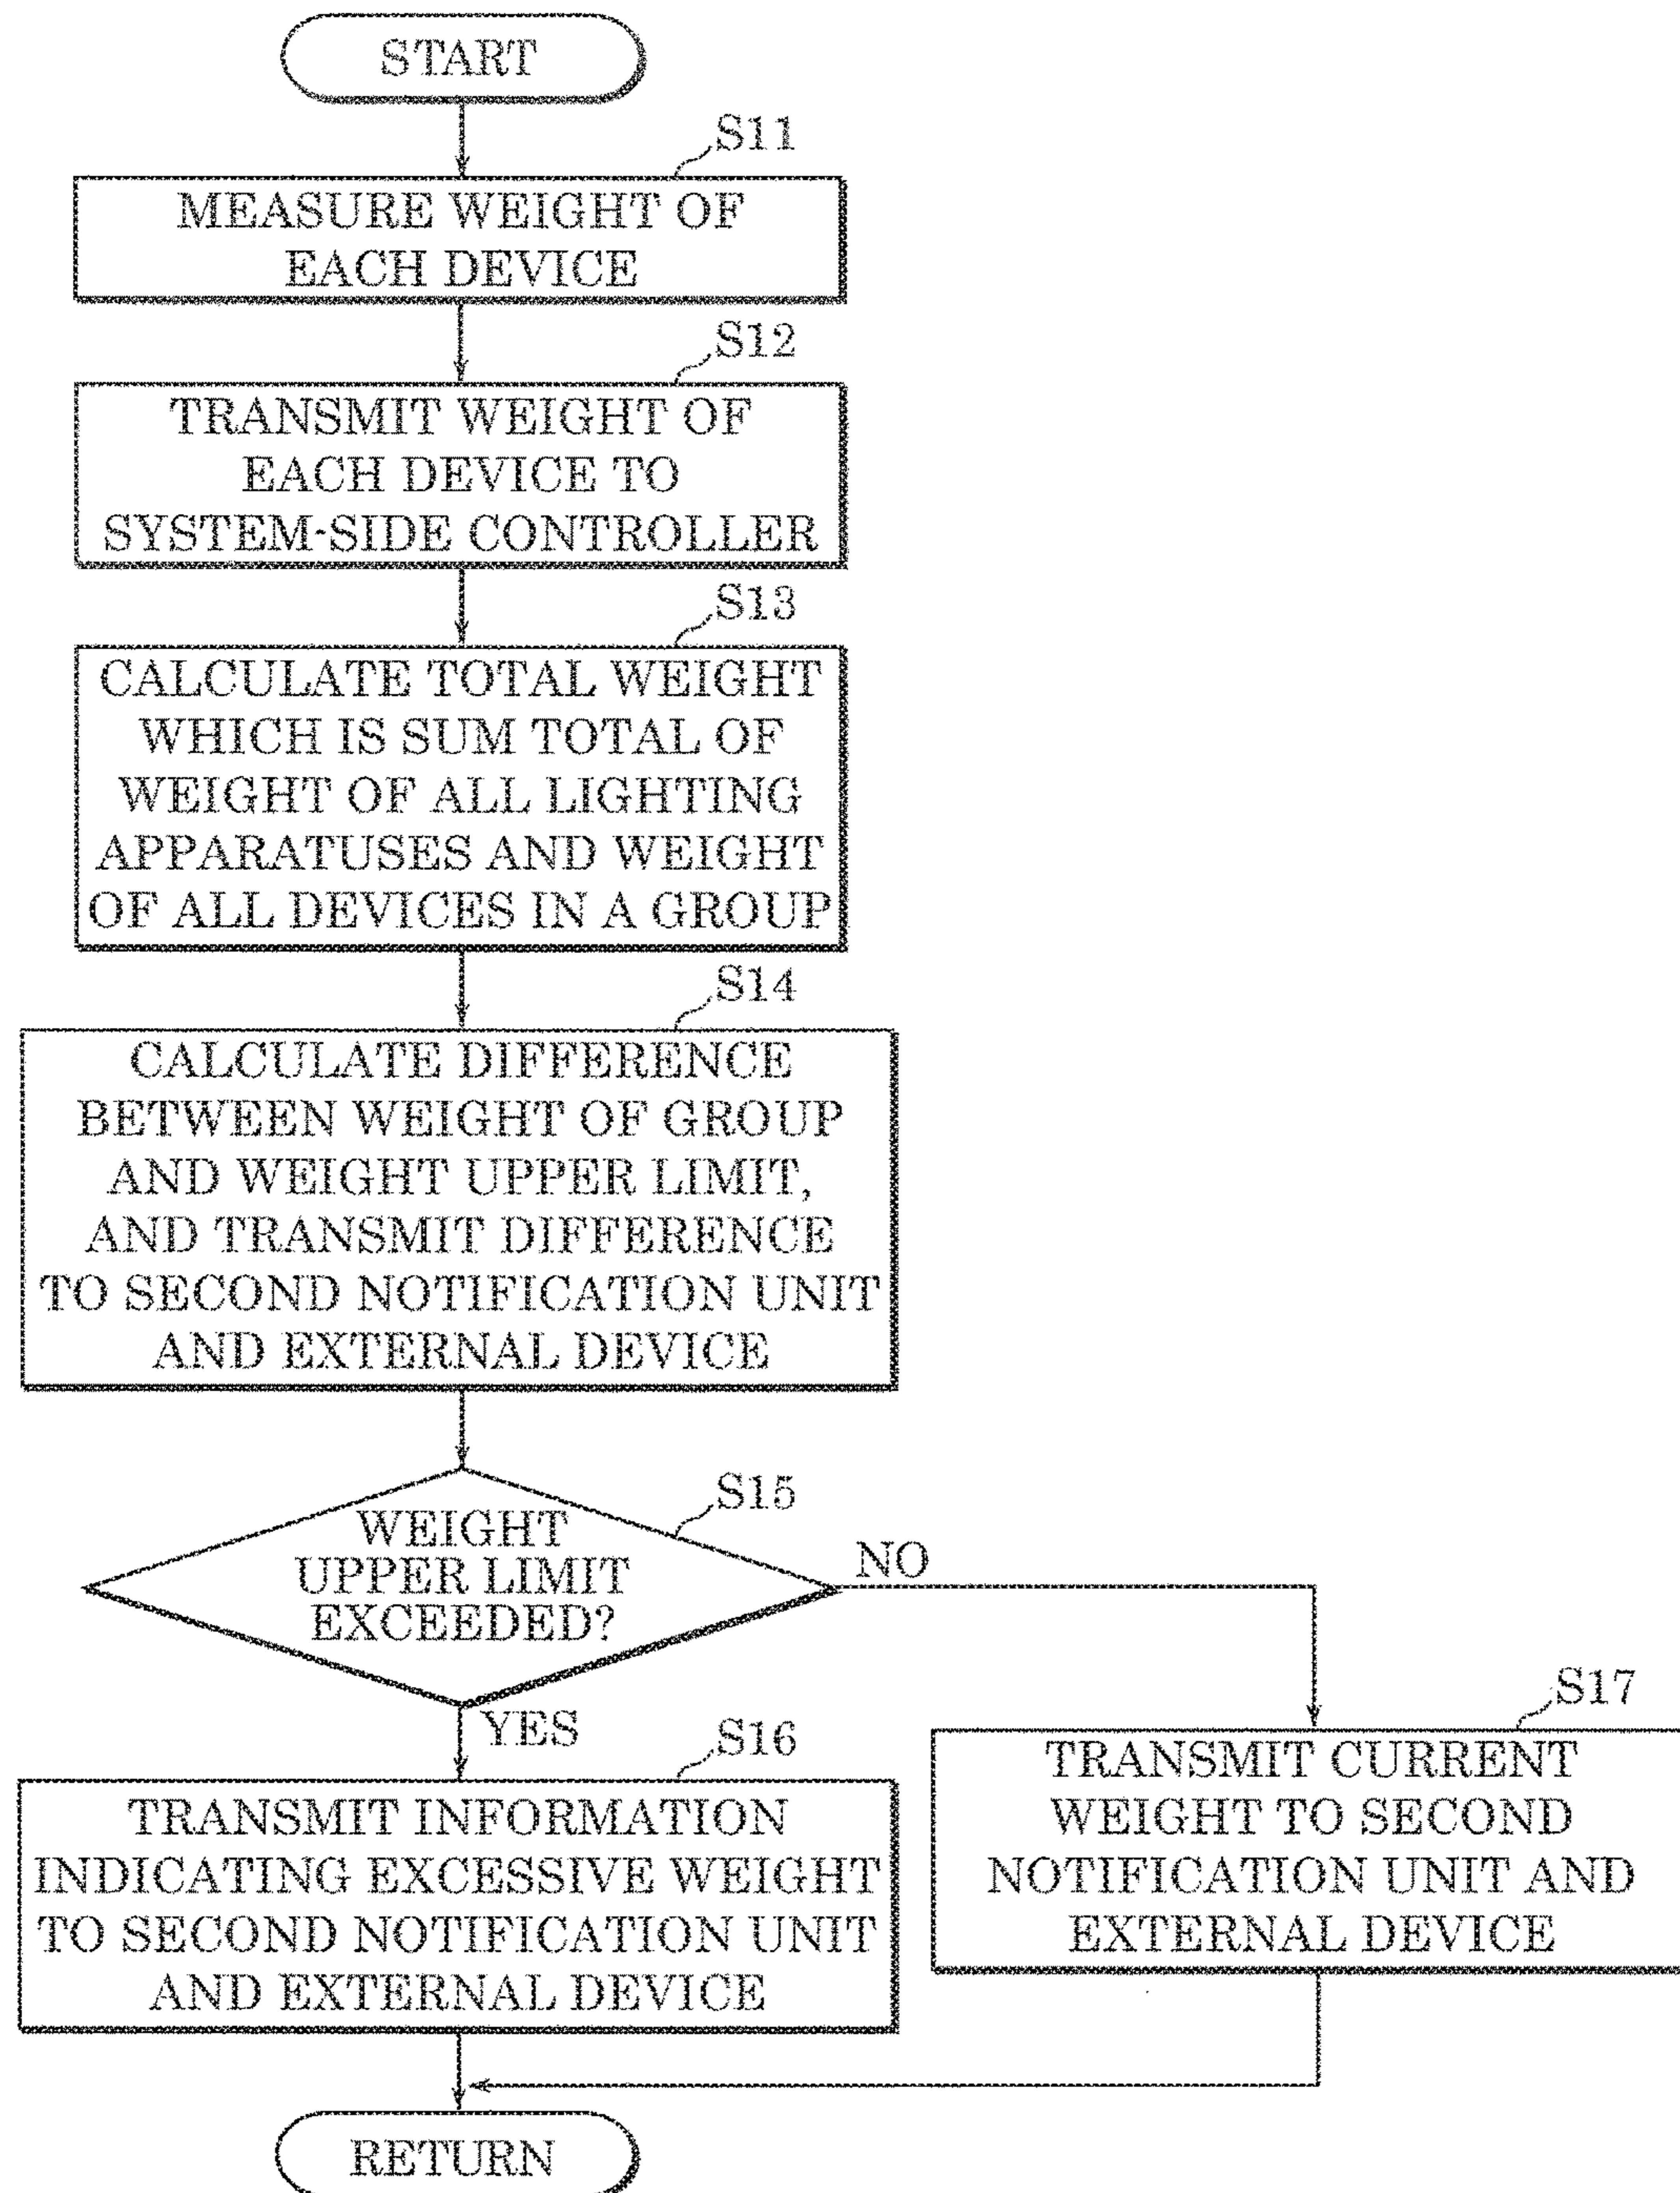 START
S11
MEASURE WEIGHT OF
EACH DEVICE
S12
TRANSMIT WEIGHT OF
EACH DEVICE TO
SYSTEM-SIDE CONTROLLER
S13
CALCULATE TOTAL WEIGHT
WHICH IS SUM TOTAL OF
WEIGHT OF ALL LIGHTING
APPARATUSES AND WEIGHT
OF ALL DEVICES IN A GROUP
S14
CALCULATE DIFFERENCE
BETWEEN WEIGHT OF GROUP
AND WEIGHT UPPER LIMIT,
AND TRANSMIT DIFFERENCE
TO SECOND NOTIFICATION UNIT
AND EXTERNAL DEVICE
S15
WEIGHT
UPPER LIMIT
EXCEEDED?
NO
YES
S16
TRANSMIT INFORMATION
INDICATING EXCESSIVE WEIGHT
TO SECOND NOTIFICATION UNIT
AND EXTERNAL DEVICE
S17
TRANSMIT CURRENT
WEIGHT TO SECOND
NOTIFICATION UNIT AND
EXTERNAL DEVICE
RETURN